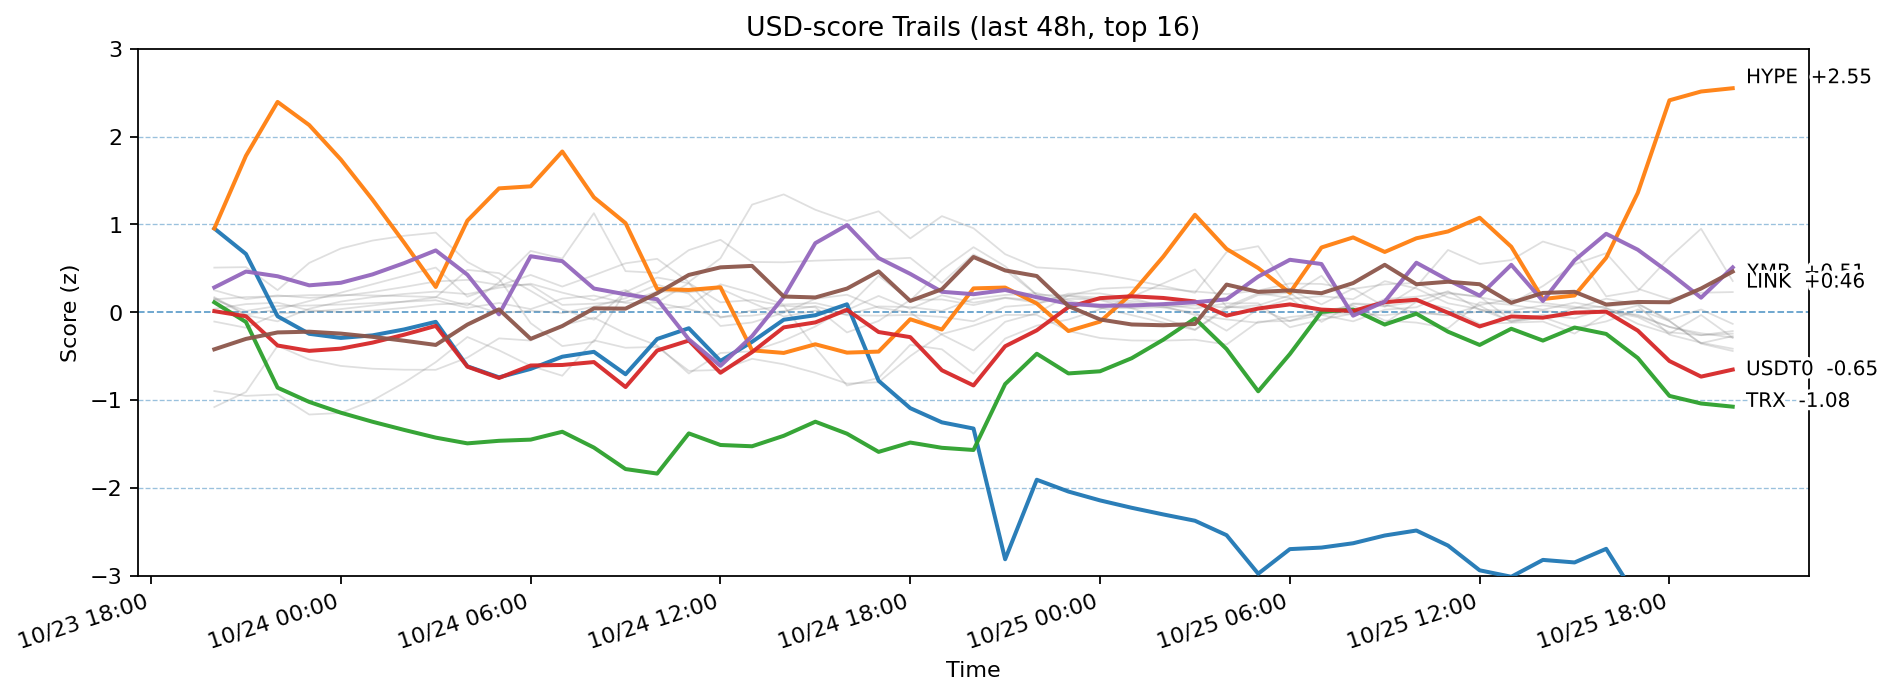 USD-score Trails (last 48h, top 16)
Score (z)
3
2
1
0
−1
−2
−3
HYPE +2.55
LINK +0.46
USDT0 -0.65
TRX -1.08
10/23 18:00
10/24 00:00
10/24 06:00
10/24 12:00
10/24 18:00
10/25 00:00
10/25 06:00
10/25 12:00
10/25 18:00
Time